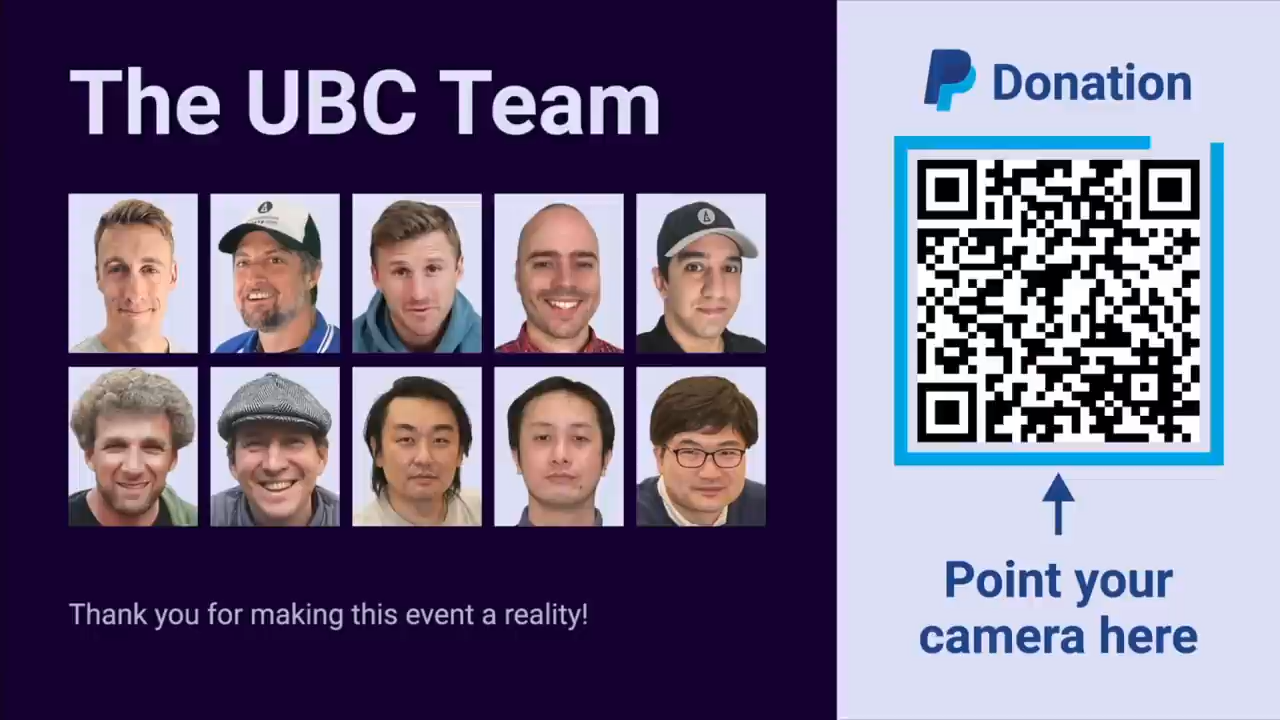 The UBC Team
Thank you for making this event a reality!
Donation
Point your
camera here